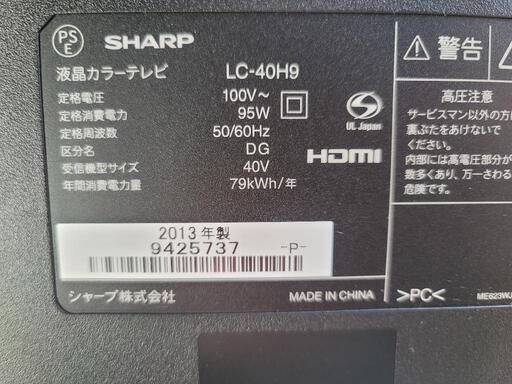 PS
E
SHARP
液晶カラーテレビ LC-40H9
定格電圧 100V～
定格消費電力 95W
定格周波数 50/60Hz
区分名 DG
受信機型サイズ 40V
年間消費電力量 79kWh/年
UL Japan
HDMI
2013年製
9425737 -P-
シャープ株式会社
MADE IN CHINA
警告
高圧注意
サービスマン以外の方に
裏ぶたをあけないで
ください。
内部には高電圧部分が
数多くあり、万一さわる
危険です。
>PC<
ME623WJ